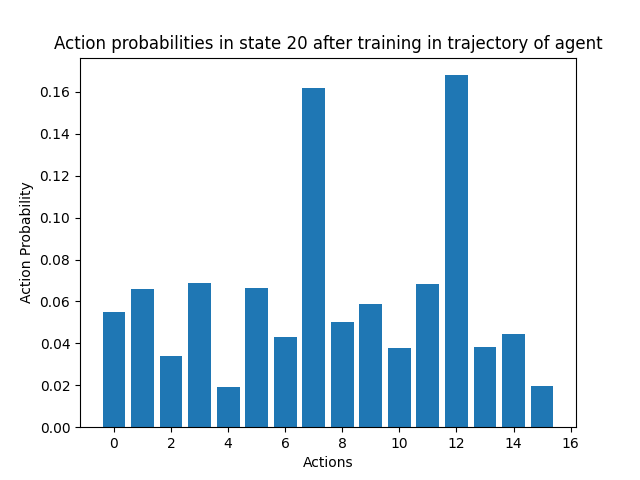 Action probabilities in state 20 after training in trajectory of agent
0.16
0.14
0.12
0.10
0.08
0.06
0.04
0.02
0.00
Action Probability
0 2 4 6 8 10 12 14 16
Actions